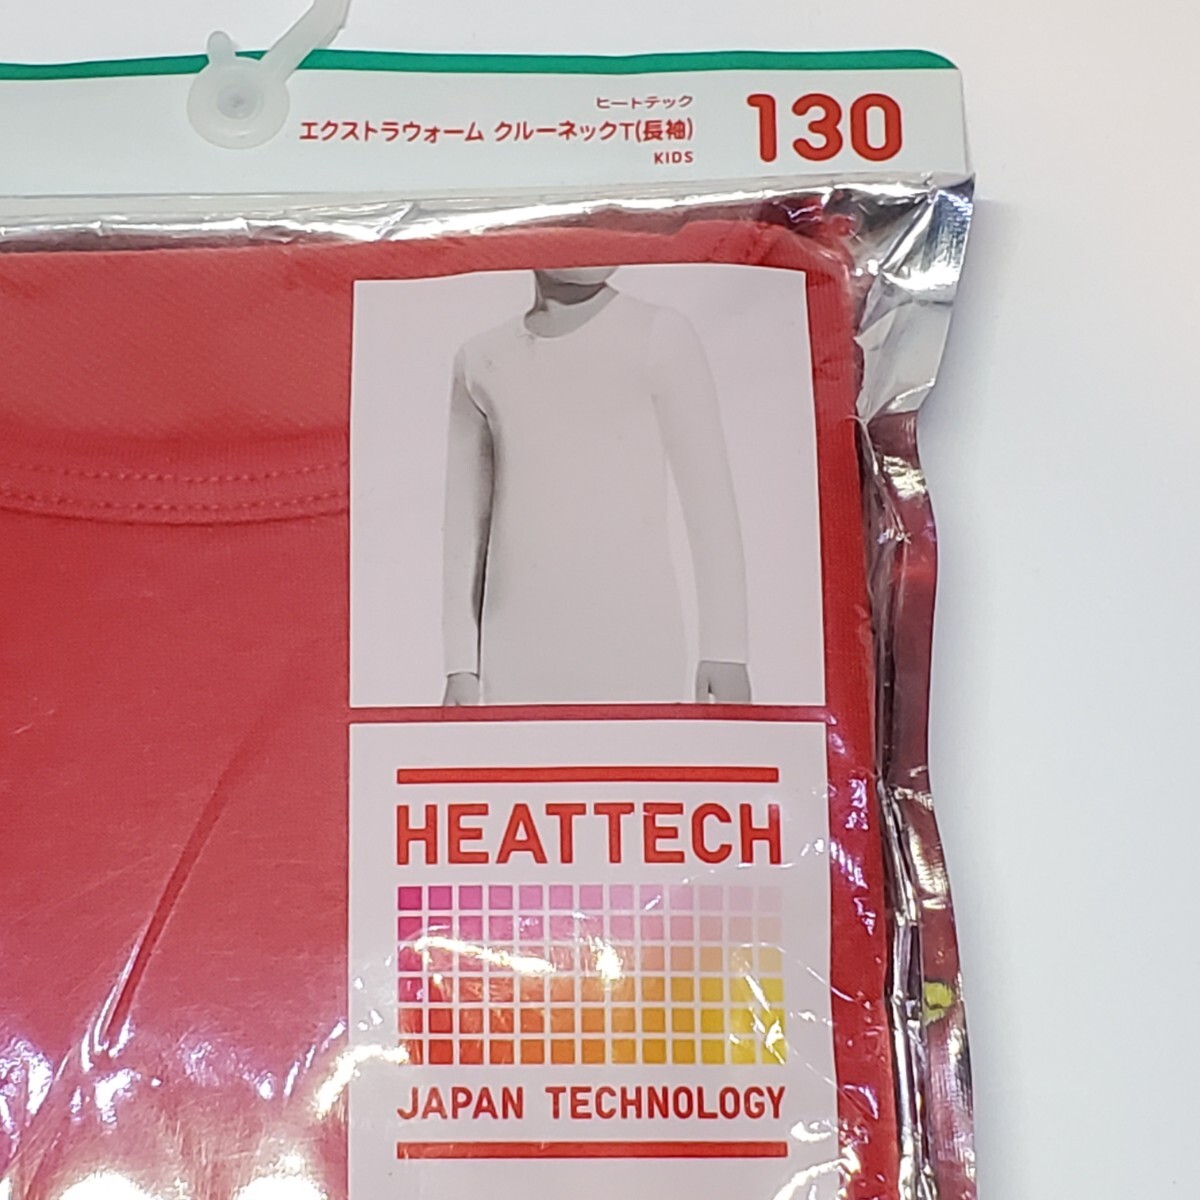 ヒートテック
エクストラウォーム クルーネックT(長袖)
KIDS
130
HEATTECH
JAPAN TECHNOLOGY